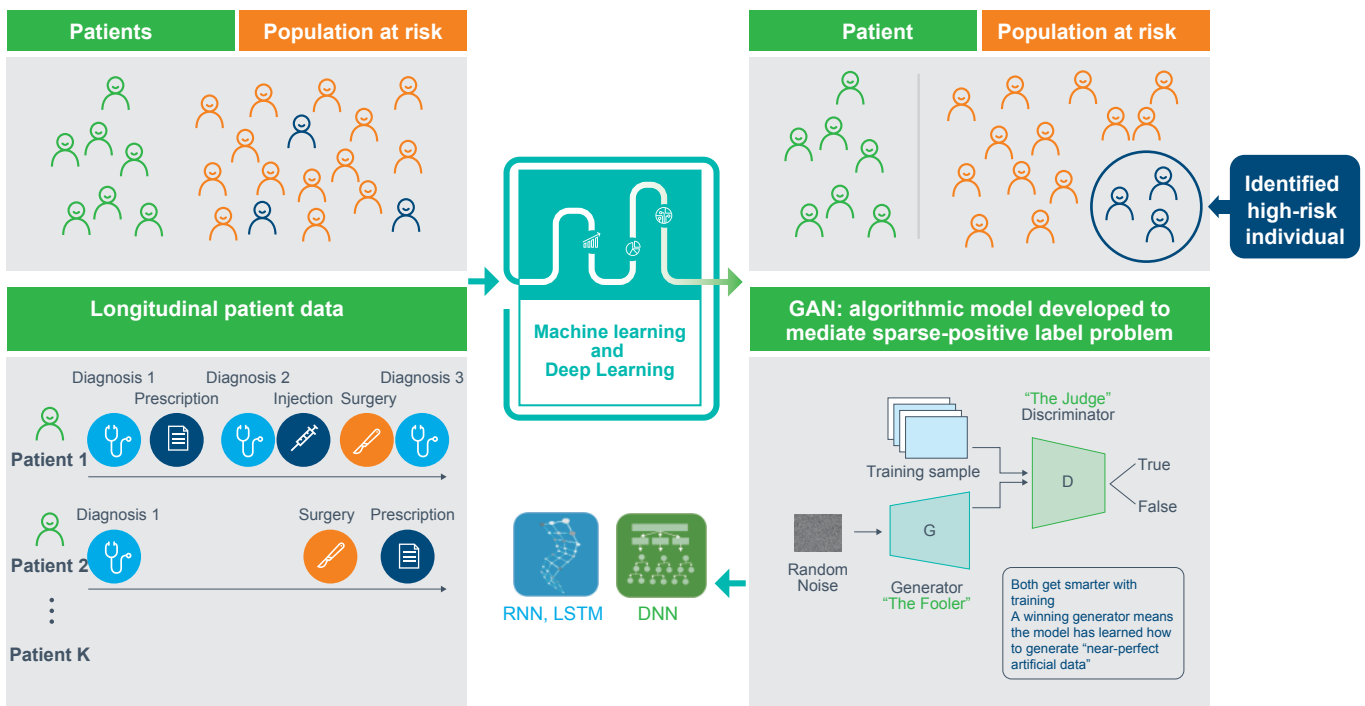 Patients
Population at risk
Longitudinal patient data
Diagnosis 1
Diagnosis 2
Diagnosis 3
Prescription
Injection
Surgery
Patient 1
Diagnosis 1
Surgery
Prescription
Patient 2
Patient K
Machine learning
and
Deep Learning
RNN, LSTM
DNN
Patient
Population at risk
Identified
high-risk
individual
GAN: algorithmic model developed to
mediate sparse-positive label problem
"The Judge"
Discriminator
Training sample
D
True
False
G
Random
Noise
Generator
"The Fooler"
Both get smarter with
training
A winning generator means
the model has learned how
to generate "near-perfect
artificial data"